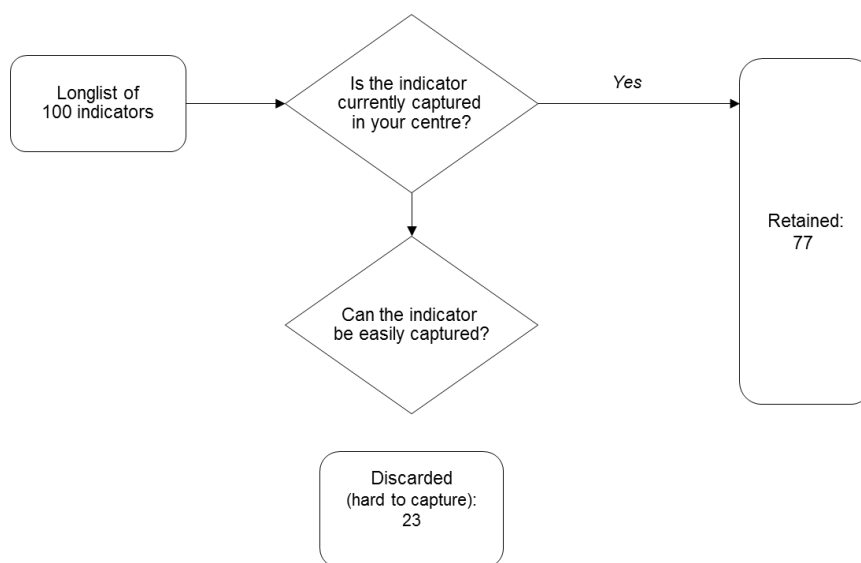 Longlist of
100 indicators
Is the indicator
currently captured
in your centre?
Yes
Retained:
77
Can the indicator
be easily captured?
Discarded
(hard to capture):
23